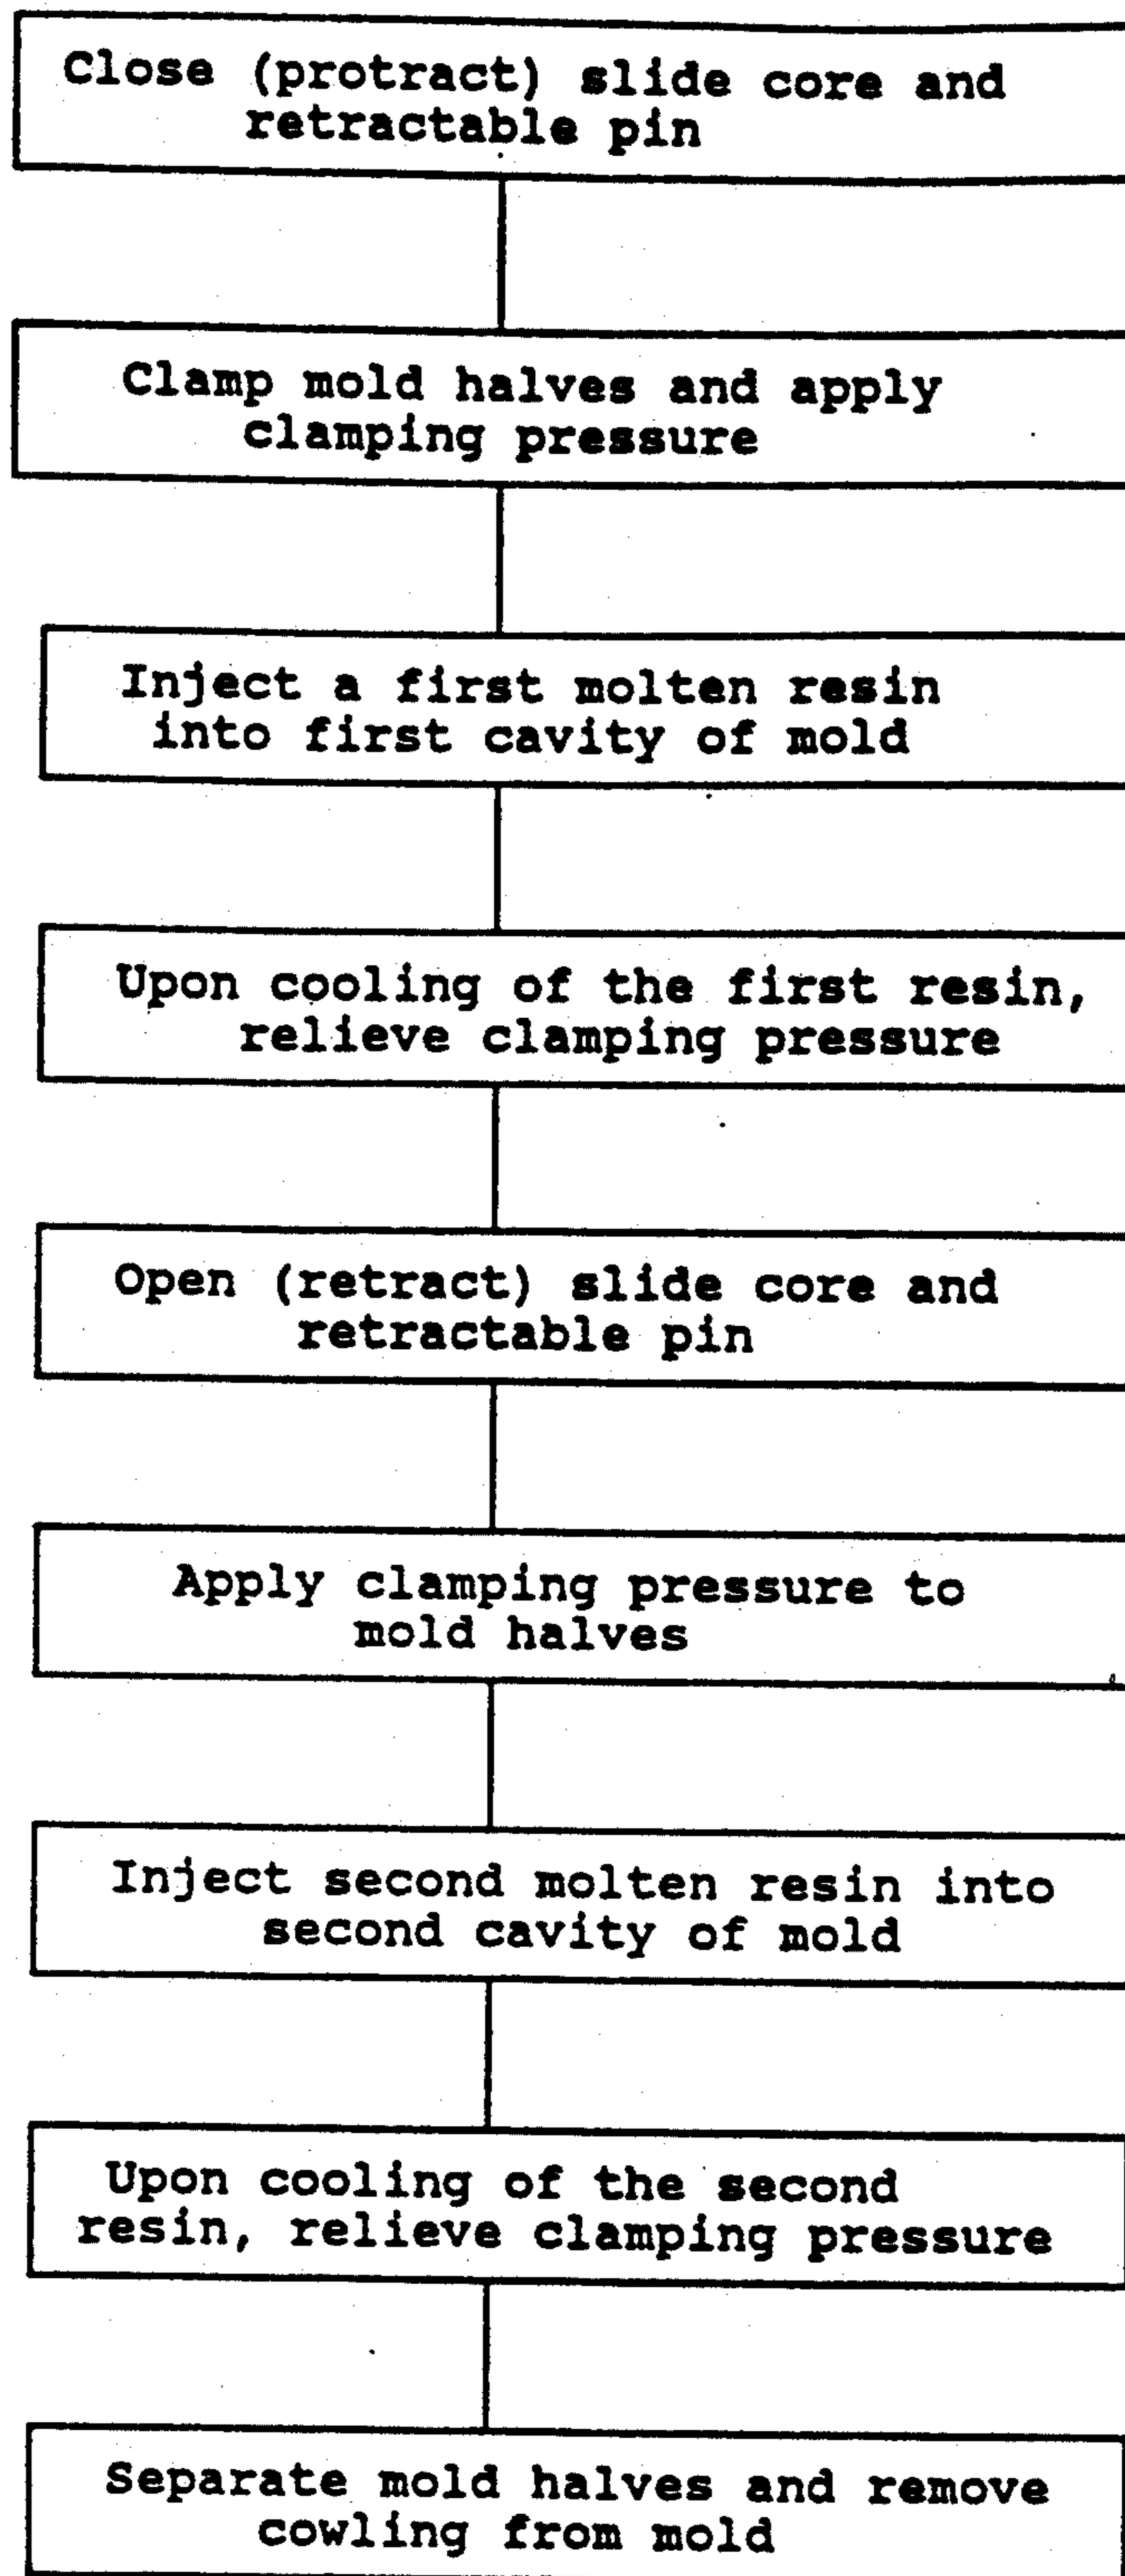 Close (protract) slide core and
retractable pin
Clamp mold halves and apply
clamping pressure
Inject a first molten resin
into first cavity of mold
Upon cooling of the first resin,
relieve clamping pressure
Open (retract) slide core and
retractable pin
Apply clamping pressure to
mold halves
Inject second molten resin into
second cavity of mold
Upon cooling of the second
resin, relieve clamping pressure
Separate mold halves and remove
cowling from mold